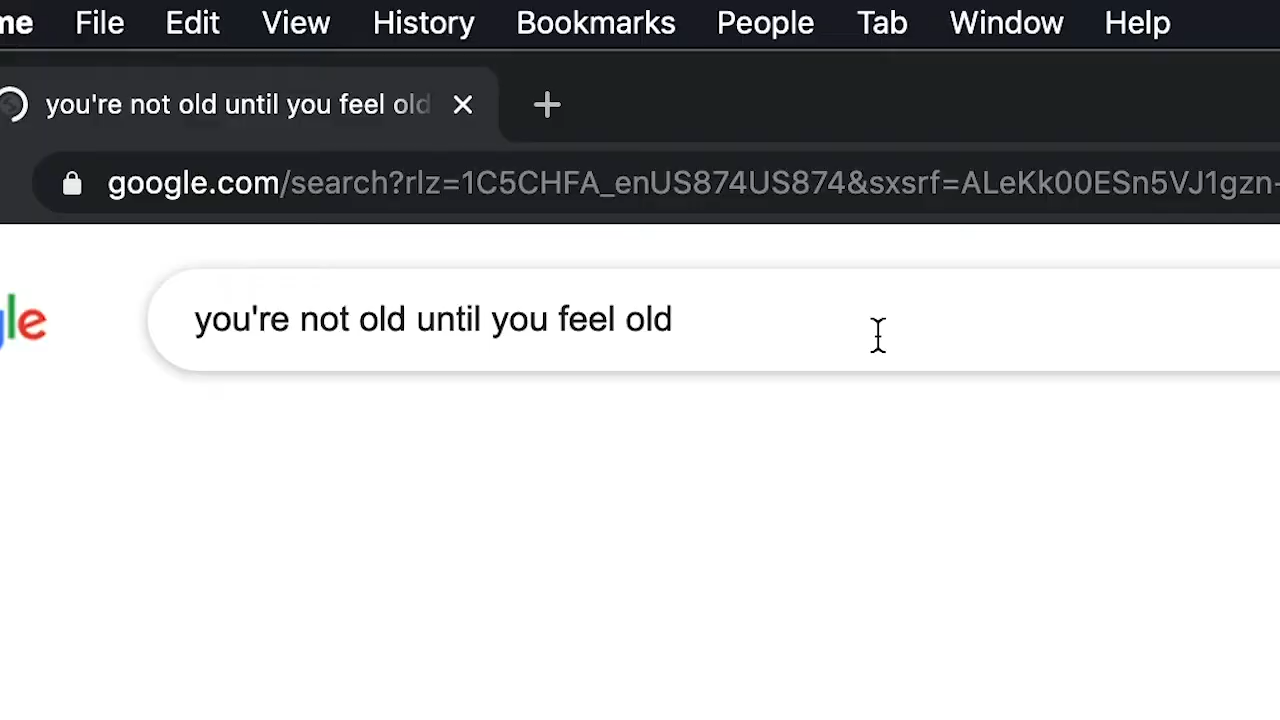 me File Edit View History Bookmarks People Tab Window Help
you're not old until you feel old
google.com/search?rlz=1C5CHFA_enUS874US874&sxsrf=ALeKk00ESn5VJ1gzn-
gle you're not old until you feel old